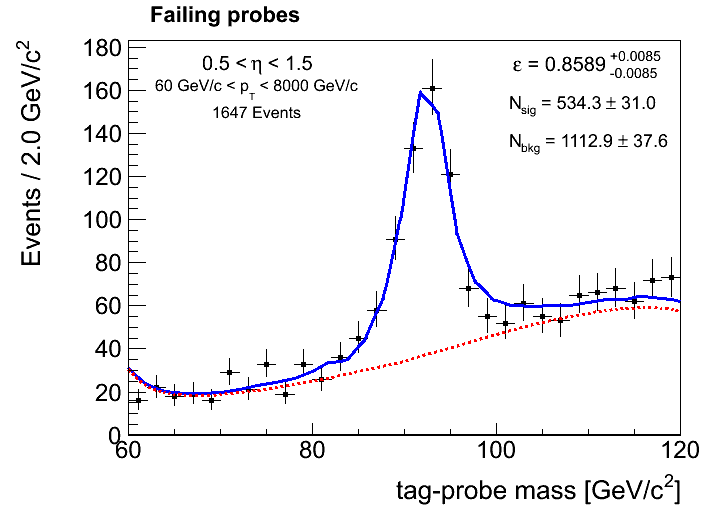 Failing probes
Events / 2.0 GeV/c²
180
160
140
120
100
80
60
40
20
0
0.5 < η < 1.5
60 GeV/c < p_T < 8000 GeV/c
1647 Events
ε = 0.8589 +0.0085 -0.0085
N_sig = 534.3 ± 31.0
N_bkg = 1112.9 ± 37.6
60 80 100 120
tag-probe mass [GeV/c²]